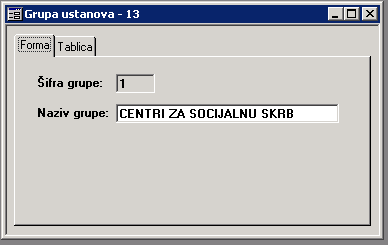 Grupa ustanova - 13
Forma Tablica
Šifra grupe: 1
Naziv grupe: CENTRI ZA SOCIJALNU SKRB